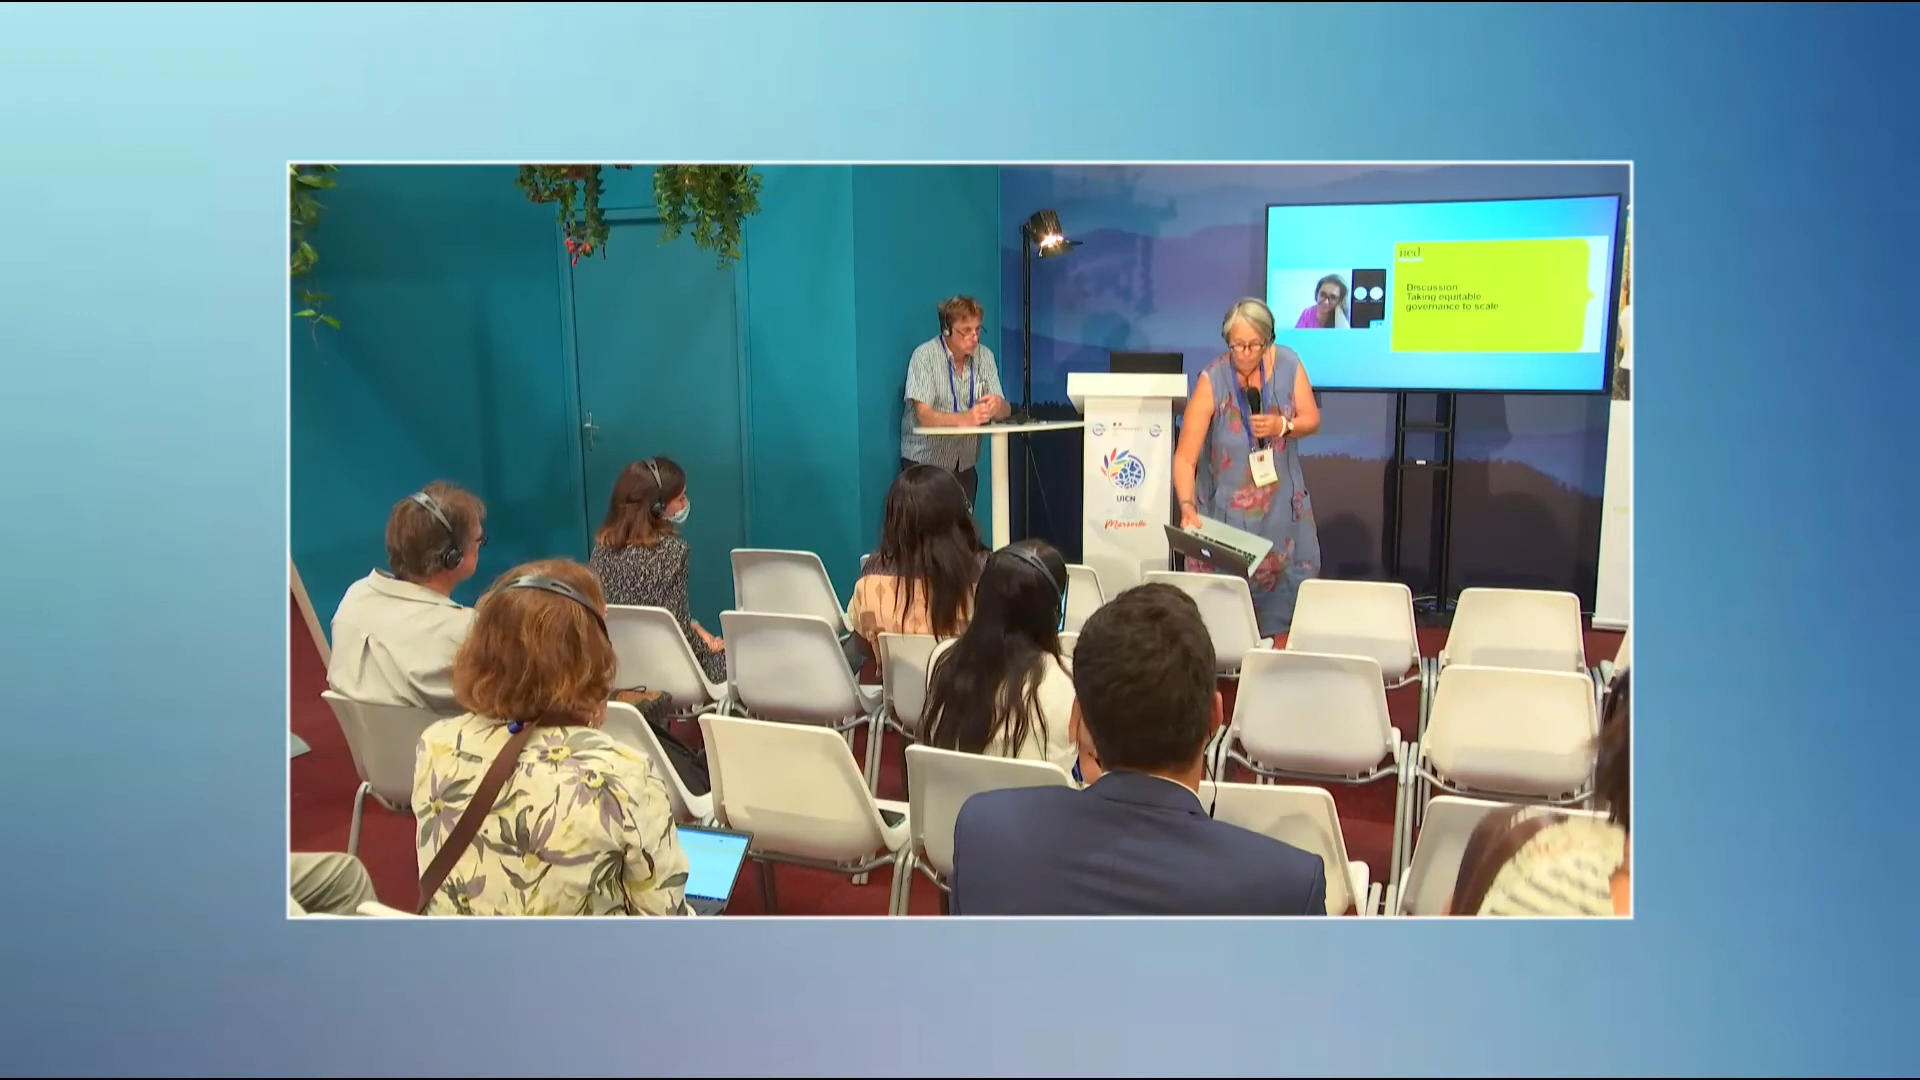 iied
Discussion:
Taking equitable
governance to scale
UICN
Marseille